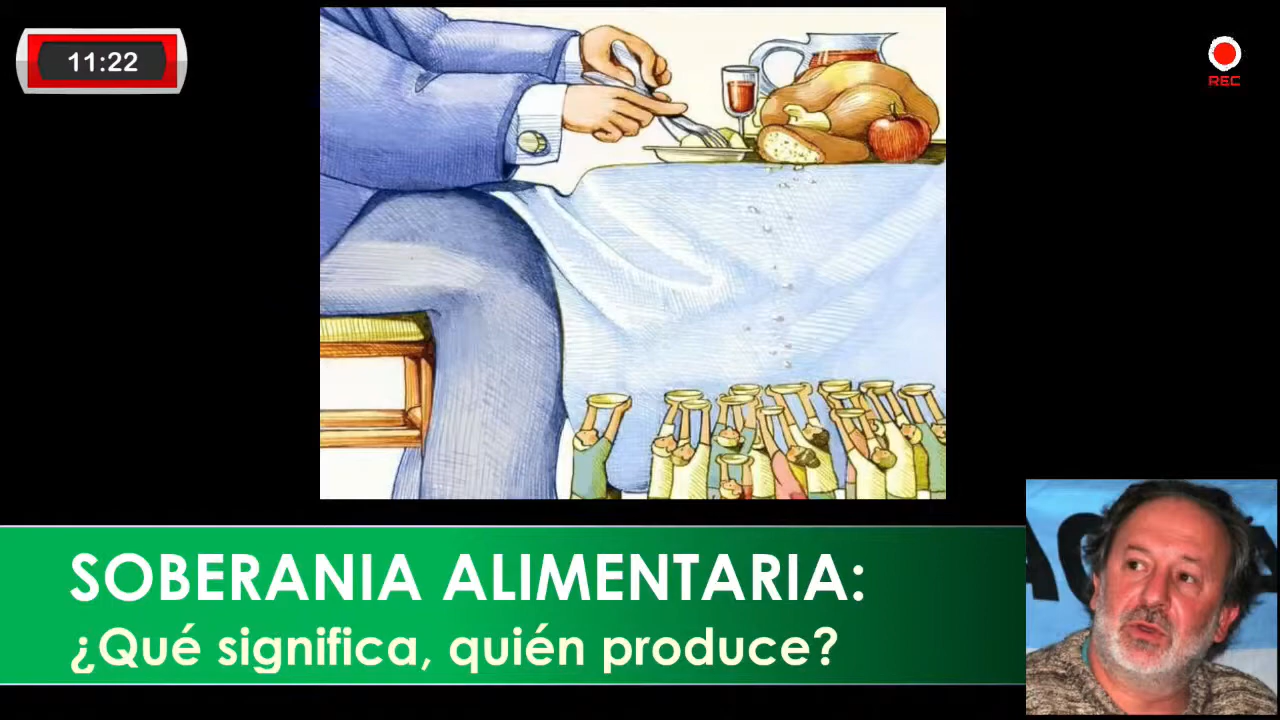 11:22
REC
SOBERANIA ALIMENTARIA:
¿Qué significa, quién produce?